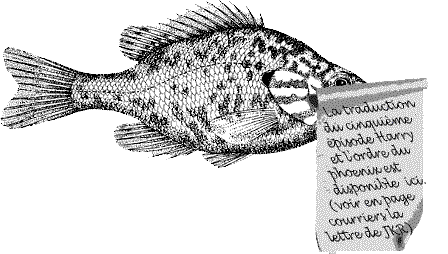 La traduction
du cinquième
épisode Harry
et l'ordre du
phoenix est
disponible ici.
(voir en page
courriers la
lettre de JKR)